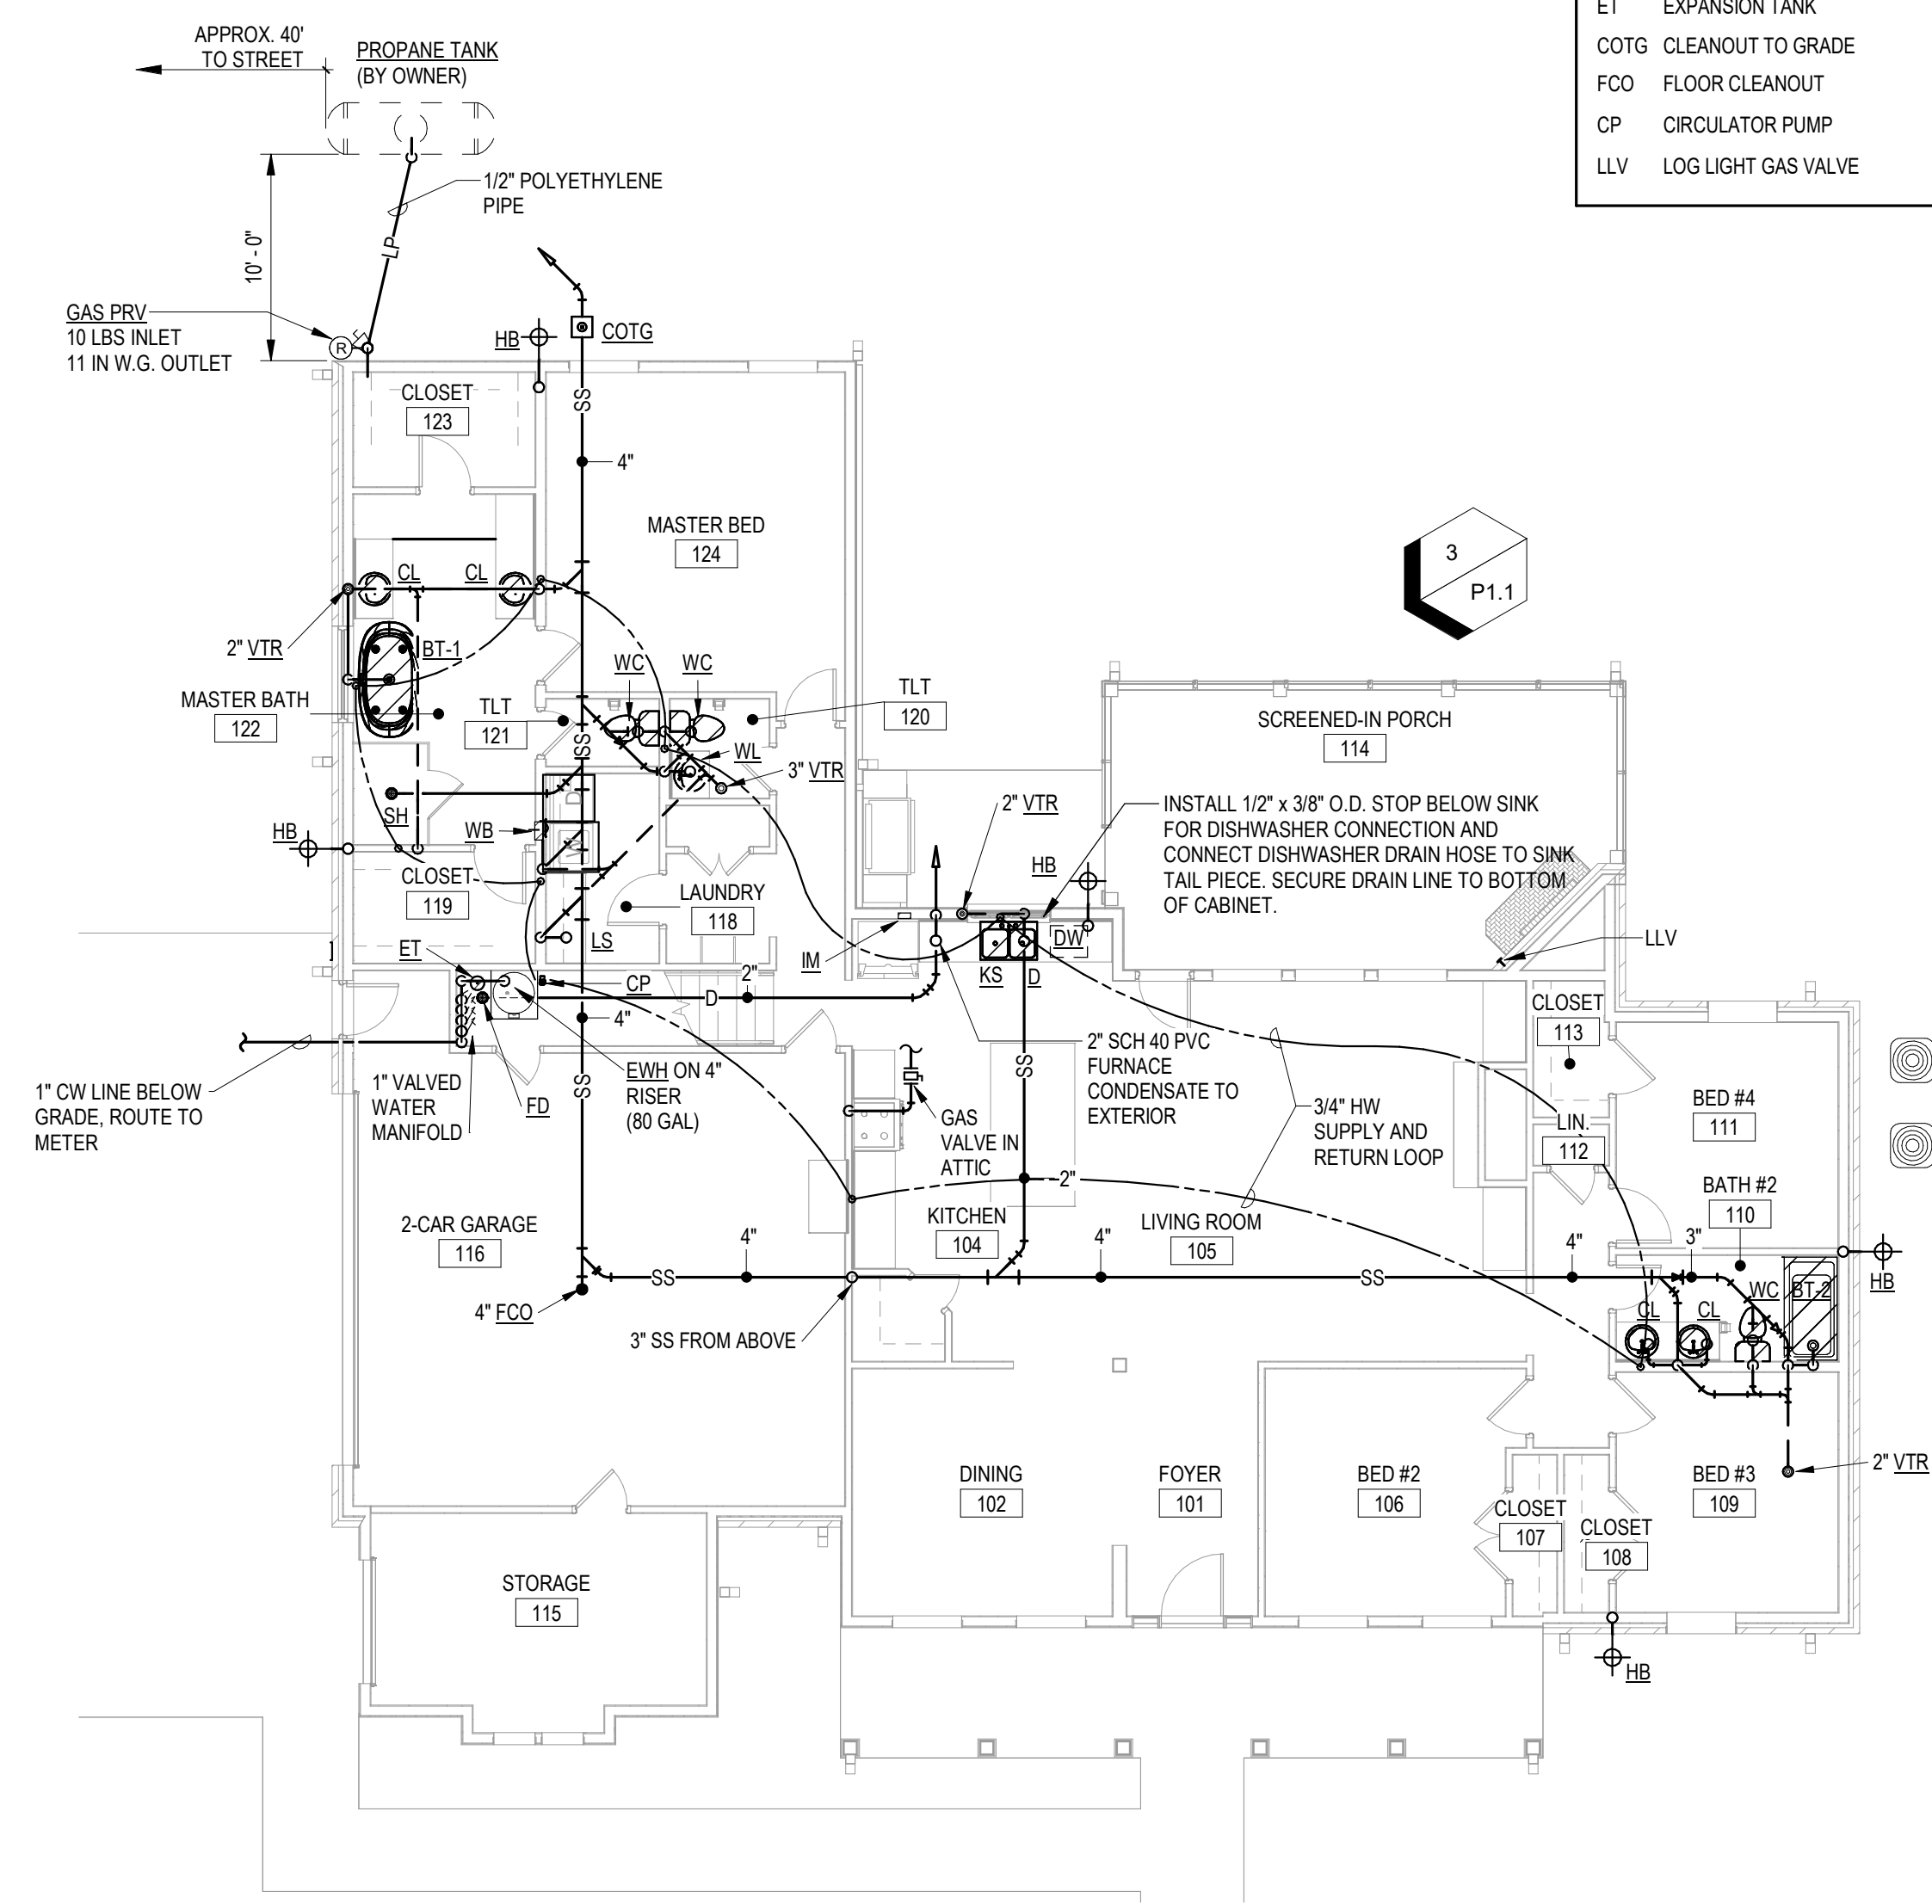 ET EXPANSION TANK
COTG CLEANOUT TO GRADE
FCO FLOOR CLEANOUT
CP CIRCULATOR PUMP
LLV LOG LIGHT GAS VALVE
APPROX. 40'
TO STREET
PROPANE TANK
(BY OWNER)
1/2" POLYETHYLENE
PIPE
LP
10' - 0"
GAS PRV
10 LBS INLET
11 IN W.G. OUTLET
R
HB
COTG
SS
CLOSET
123
4"
MASTER BED
124
3
P1.1
CL
CL
2" VTR
BT-1
WC
WC
MASTER BATH
122
TLT
121
TLT
120
SS
WL
3" VTR
SCREENED-IN PORCH
114
SH
D
WB
W
HB
2" VTR
HB
INSTALL 1/2" x 3/8" O.D. STOP BELOW SINK
FOR DISHWASHER CONNECTION AND
CONNECT DISHWASHER DRAIN HOSE TO SINK
TAIL PIECE. SECURE DRAIN LINE TO BOTTOM
OF CABINET.
CLOSET
119
LAUNDRY
118
LS
IM
KS
D
DW
LLV
ET
CP
2"
D
4"
CLOSET
113
1" CW LINE BELOW
GRADE, ROUTE TO
METER
1" VALVED
WATER
MANIFOLD
FD
EWH ON 4"
RISER
(80 GAL)
SS
GAS
VALVE IN
ATTIC
SS
2" SCH 40 PVC
FURNACE
CONDENSATE TO
EXTERIOR
3/4" HW
SUPPLY AND
RETURN LOOP
LIN.
112
BED #4
111
2"
BATH #2
110
2-CAR GARAGE
116
KITCHEN
104
LIVING ROOM
105
4"
4"
4"
3"
SS
SS
HB
4" FCO
3" SS FROM ABOVE
CL
CL
WC
BT-2
DINING
102
FOYER
101
BED #2
106
CLOSET
107
CLOSET
108
BED #3
109
2" VTR
STORAGE
115
HB